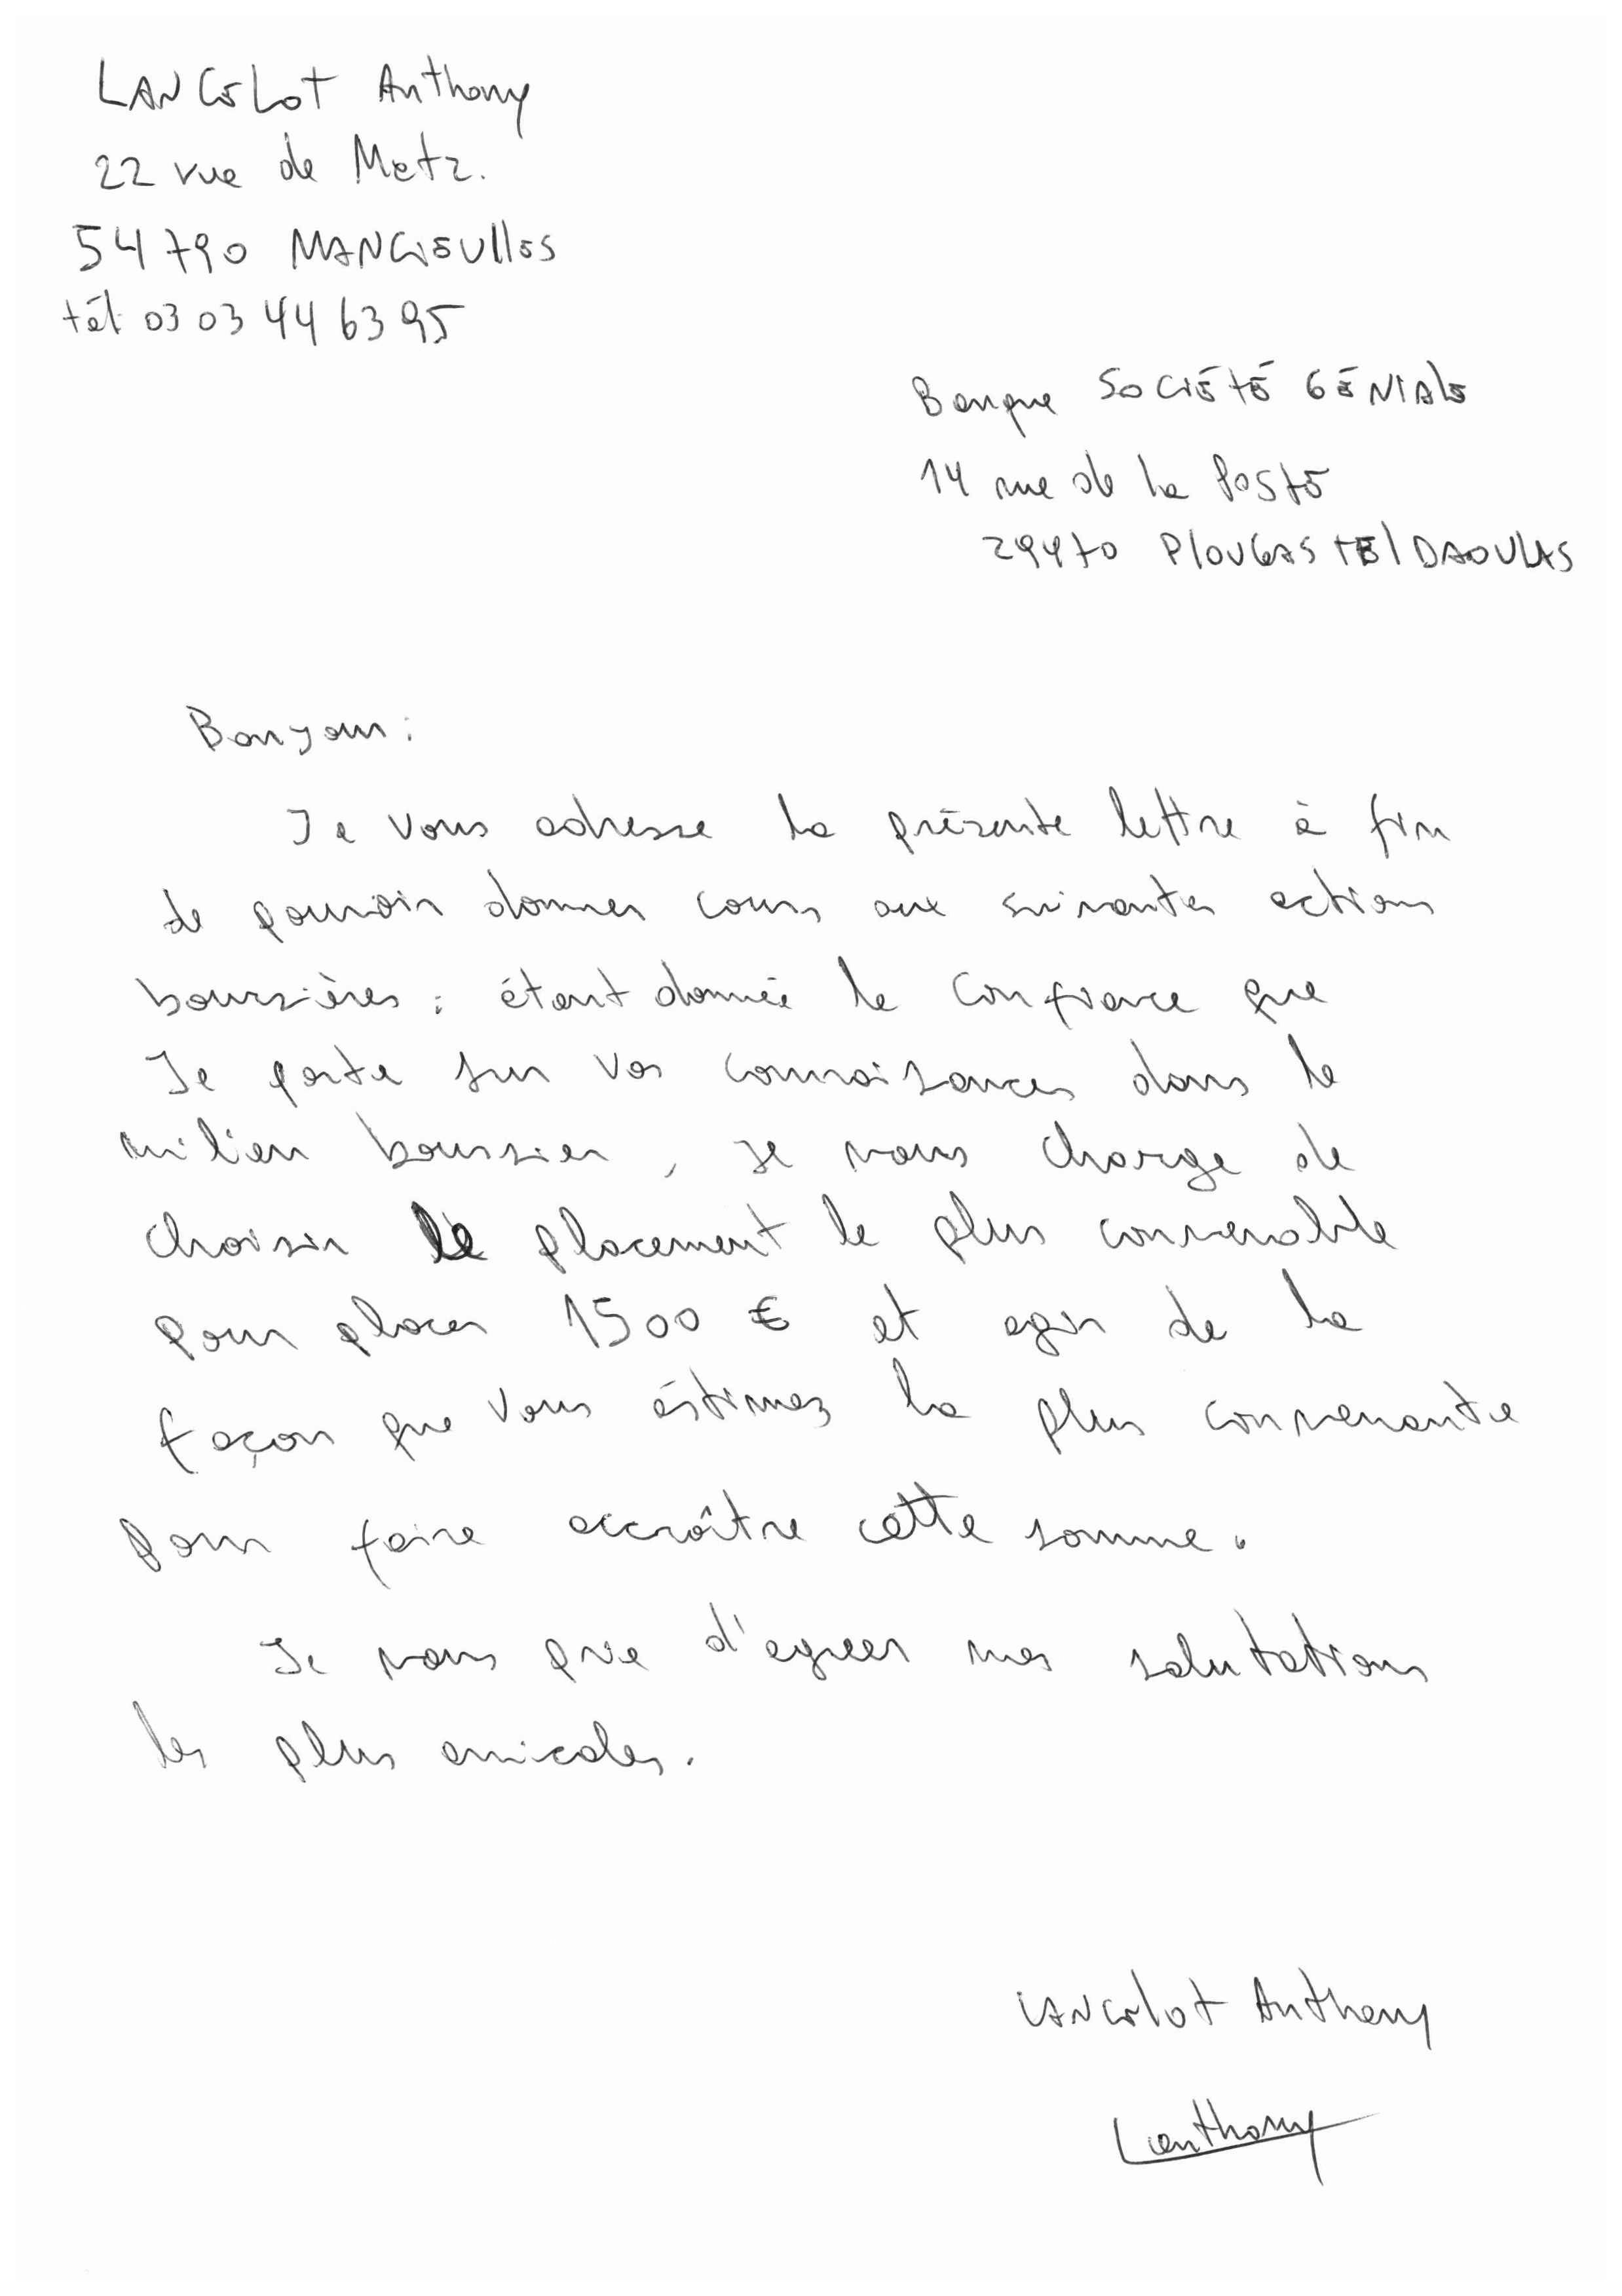 LANCELOT Anthony
22 rue de Metz.
54790 MANCIEULLES
tél 03 03 44 63 95
Banque SOCIÉTÉ GÉNIALE
14 rue de la POSTE
29470 PLOUGASTEL DAOULAS
Bonjour :
Je vous adresse la présente lettre à fin
de pouvoir donner cours aux suivantes actions
boursières : étant donnée la confiance que
Je porte sur vos connaissances dans le
milieu boursier, je vous charge de
choisir le placement le plus convenable
pour placer 1500 € et agir de la
façon que vous éstimez la plus convenante
pour faire accroître cette somme.
Je vous prie d'agreer mes salutations
les plus amicales.
LANCELOT Anthony
Lanthony